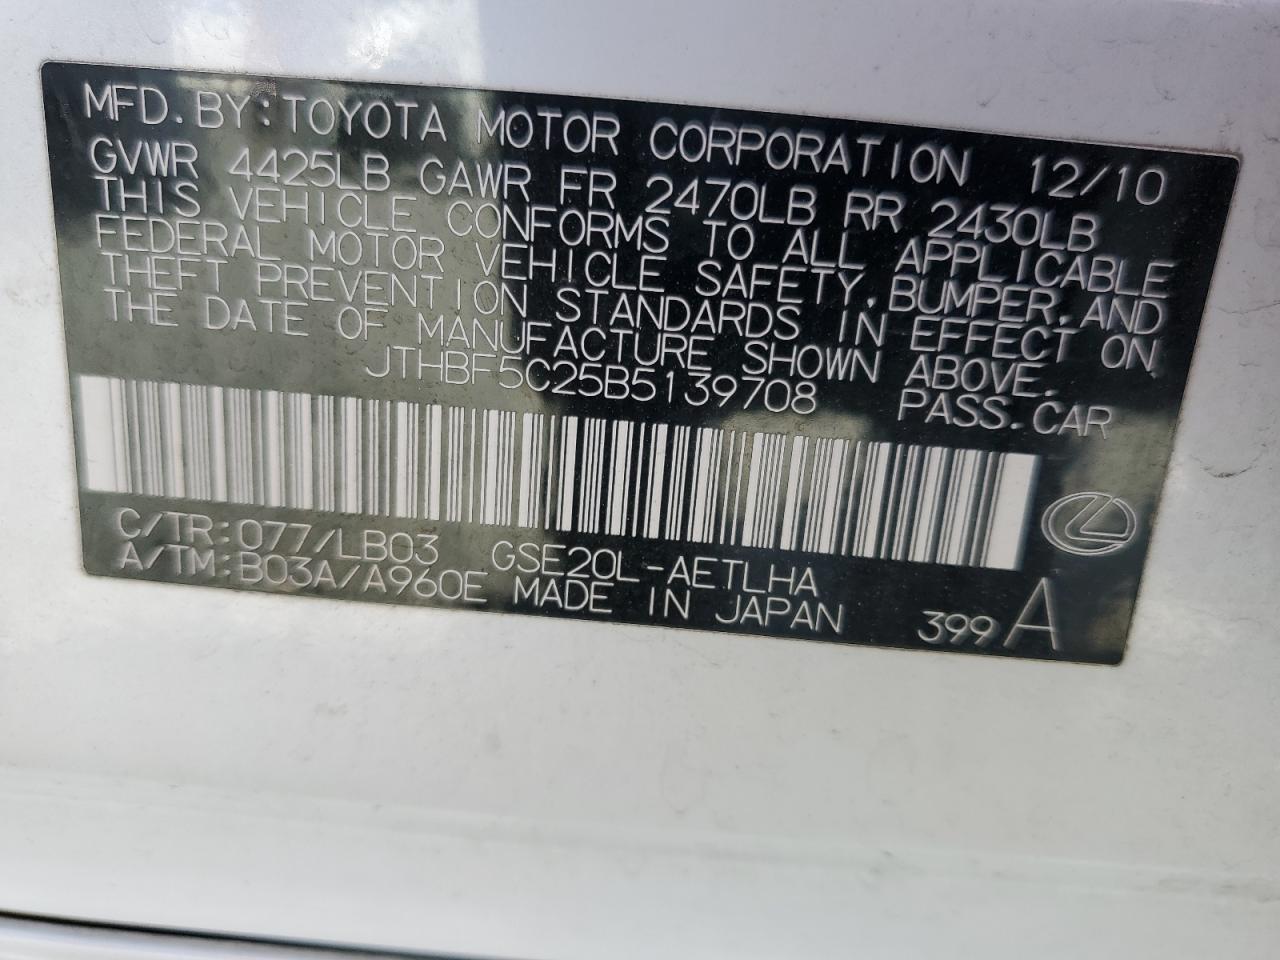 MFD. BY: TOYOTA MOTOR CORPORATION 12/10
GVWR 4425LB GAWR FR 2470LB RR 2430LB
THIS VEHICLE CONFORMS TO ALL APPLICABLE
FEDERAL MOTOR VEHICLE SAFETY, BUMPER, AND
THEFT PREVENTION STANDARDS IN EFFECT ON
THE DATE OF MANUFACTURE SHOWN ABOVE.
JTHBF5C25B5139708 PASS. CAR
C/TR: 077/LB03 GSE20L-AETLHA
A/TM: B03A/A960E MADE IN JAPAN 399 A